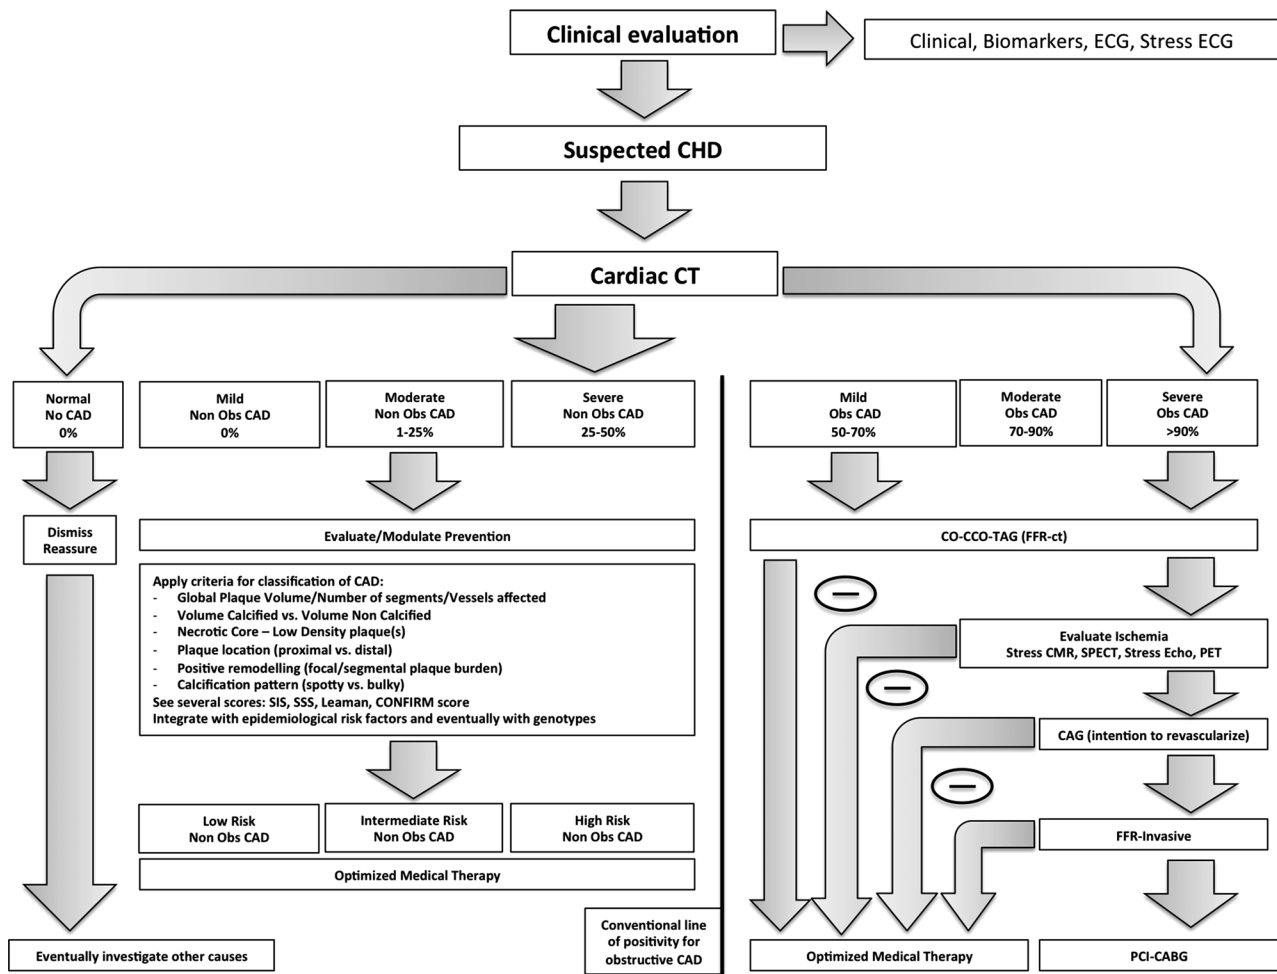 Clinical evaluation
Clinical, Biomarkers, ECG, Stress ECG
Suspected CHD
Cardiac CT
Normal
No CAD
0%
Mild
Non Obs CAD
0%
Moderate
Non Obs CAD
1-25%
Severe
Non Obs CAD
25-50%
Mild
Obs CAD
50-70%
Moderate
Obs CAD
70-90%
Severe
Obs CAD
>90%
Dismiss
Reassure
Evaluate/Modulate Prevention
CO-CCO-TAG (FFR-ct)
Apply criteria for classification of CAD:
- Global Plaque Volume/Number of segments/Vessels affected
- Volume Calcified vs. Volume Non Calcified
- Necrotic Core – Low Density plaque(s)
- Plaque location (proximal vs. distal)
- Positive remodelling (focal/segmental plaque burden)
- Calcification pattern (spotty vs. bulky)
See several scores: SIS, SSS, Leaman, CONFIRM score
Integrate with epidemiological risk factors and eventually with genotypes
Evaluate Ischemia
Stress CMR, SPECT, Stress Echo, PET
CAG (intention to revascularize)
FFR-Invasive
Low Risk
Non Obs CAD
Intermediate Risk
Non Obs CAD
High Risk
Non Obs CAD
Optimized Medical Therapy
Conventional line
of positivity for
obstructive CAD
Eventually investigate other causes
Optimized Medical Therapy
PCI-CABG